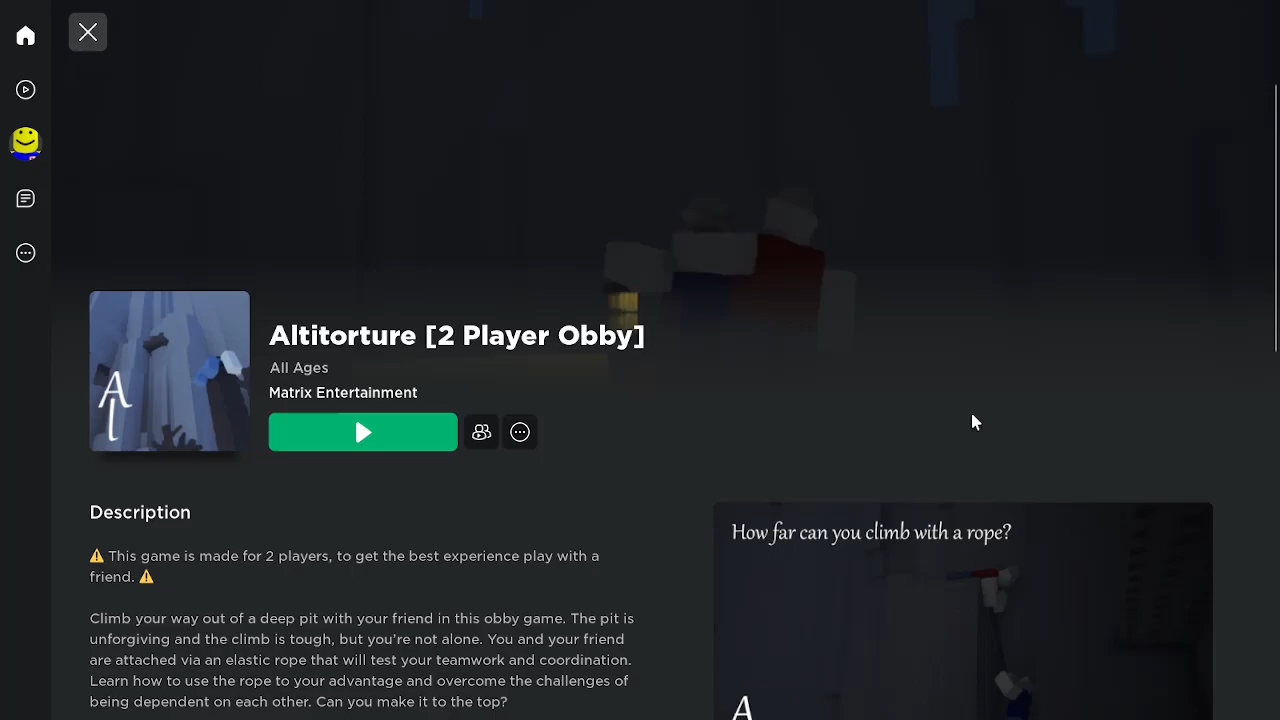 Altitorture [2 Player Obby]
All Ages
Matrix Entertainment
A
l
Description
⚠️ This game is made for 2 players, to get the best experience play with a
friend. ⚠️
Climb your way out of a deep pit with your friend in this obby game. The pit is
unforgiving and the climb is tough, but you’re not alone. You and your friend
are attached via an elastic rope that will test your teamwork and coordination.
Learn how to use the rope to your advantage and overcome the challenges of
being dependent on each other. Can you make it to the top?
How far can you climb with a rope?
A